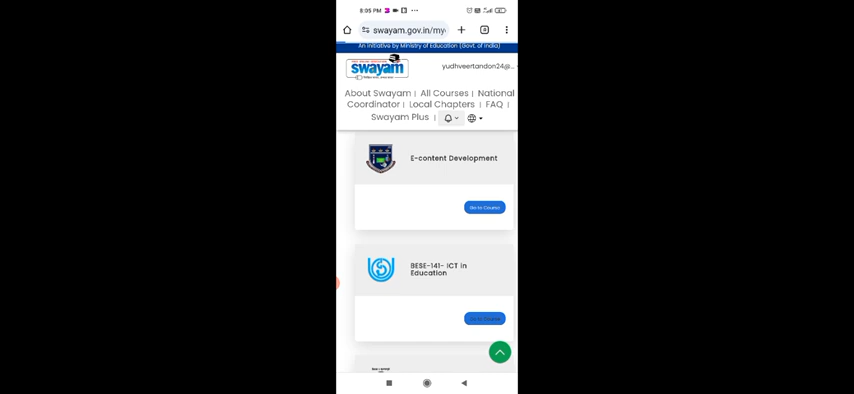 8:05 PM
swayam.gov.in/my
An Initiative by Ministry of Education (Govt. of India)
swayam
yudhveertandon24@...
About Swayam | All Courses | National
Coordinator | Local Chapters | FAQ |
Swayam Plus |
E-content Development
Go to Course
BESE-141- ICT in
Education
Go to Course